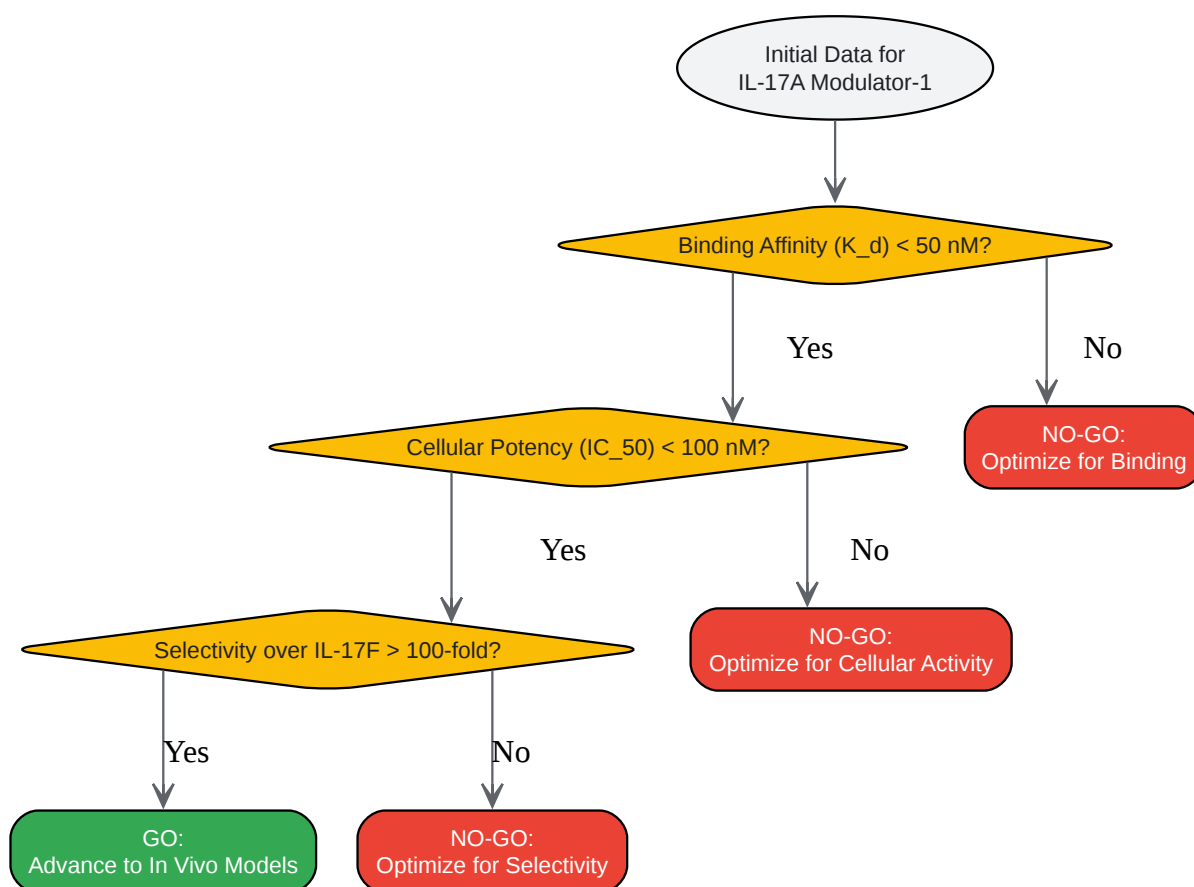 Initial Data for
IL-17A Modulator-1
Binding Affinity (K_d) < 50 nM?
Yes
No
Cellular Potency (IC_50) < 100 nM?
NO-GO:
Optimize for Binding
Yes
No
Selectivity over IL-17F > 100-fold?
NO-GO:
Optimize for Cellular Activity
Yes
No
GO:
Advance to In Vivo Models
NO-GO:
Optimize for Selectivity